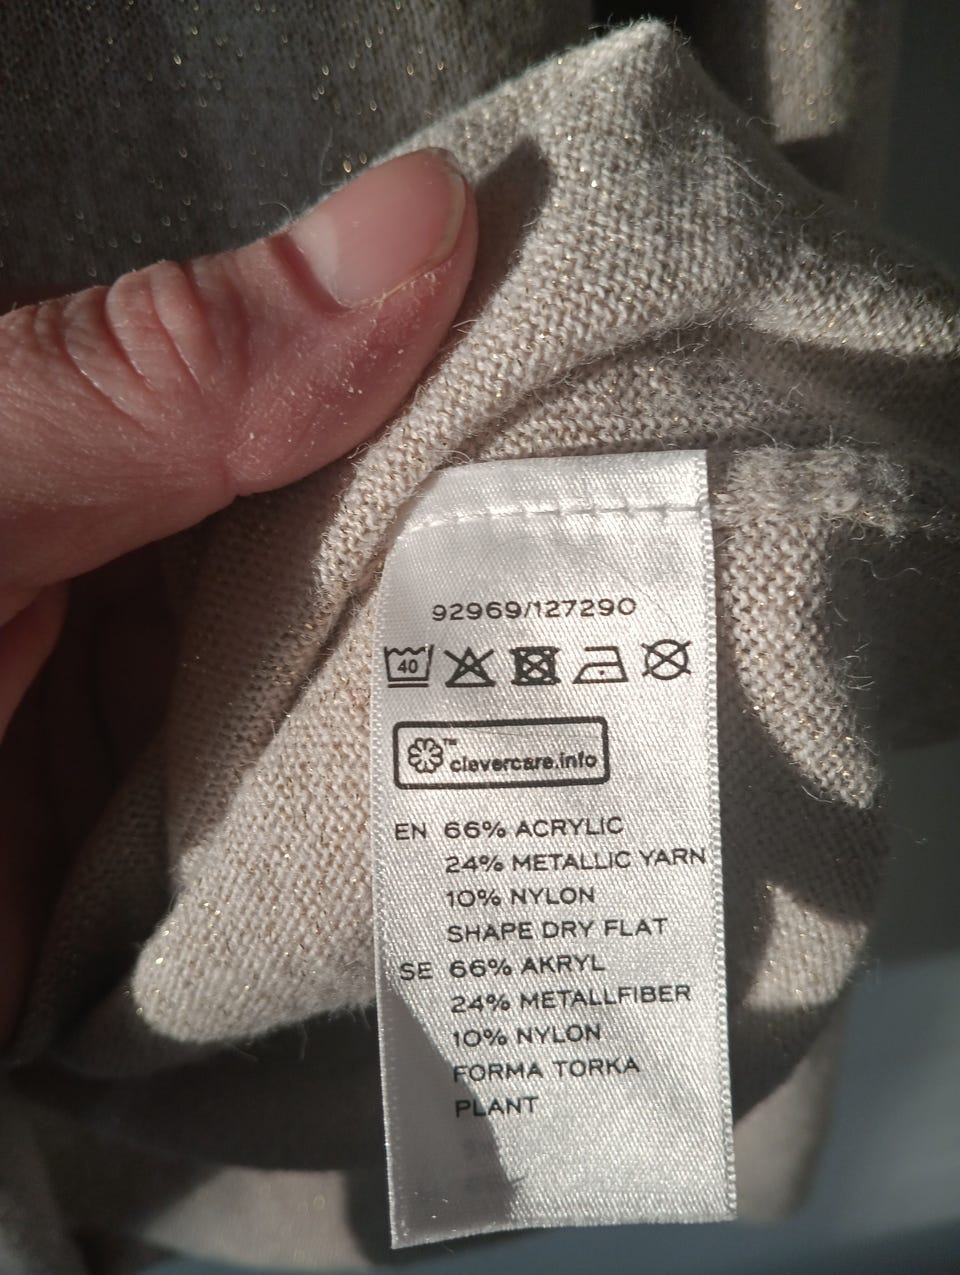 92969/127290
40
™
clevercare.info
EN 66% ACRYLIC
24% METALLIC YARN
10% NYLON
SHAPE DRY FLAT
SE 66% AKRYL
24% METALLFIBER
10% NYLON
FORMA TORKA
PLANT